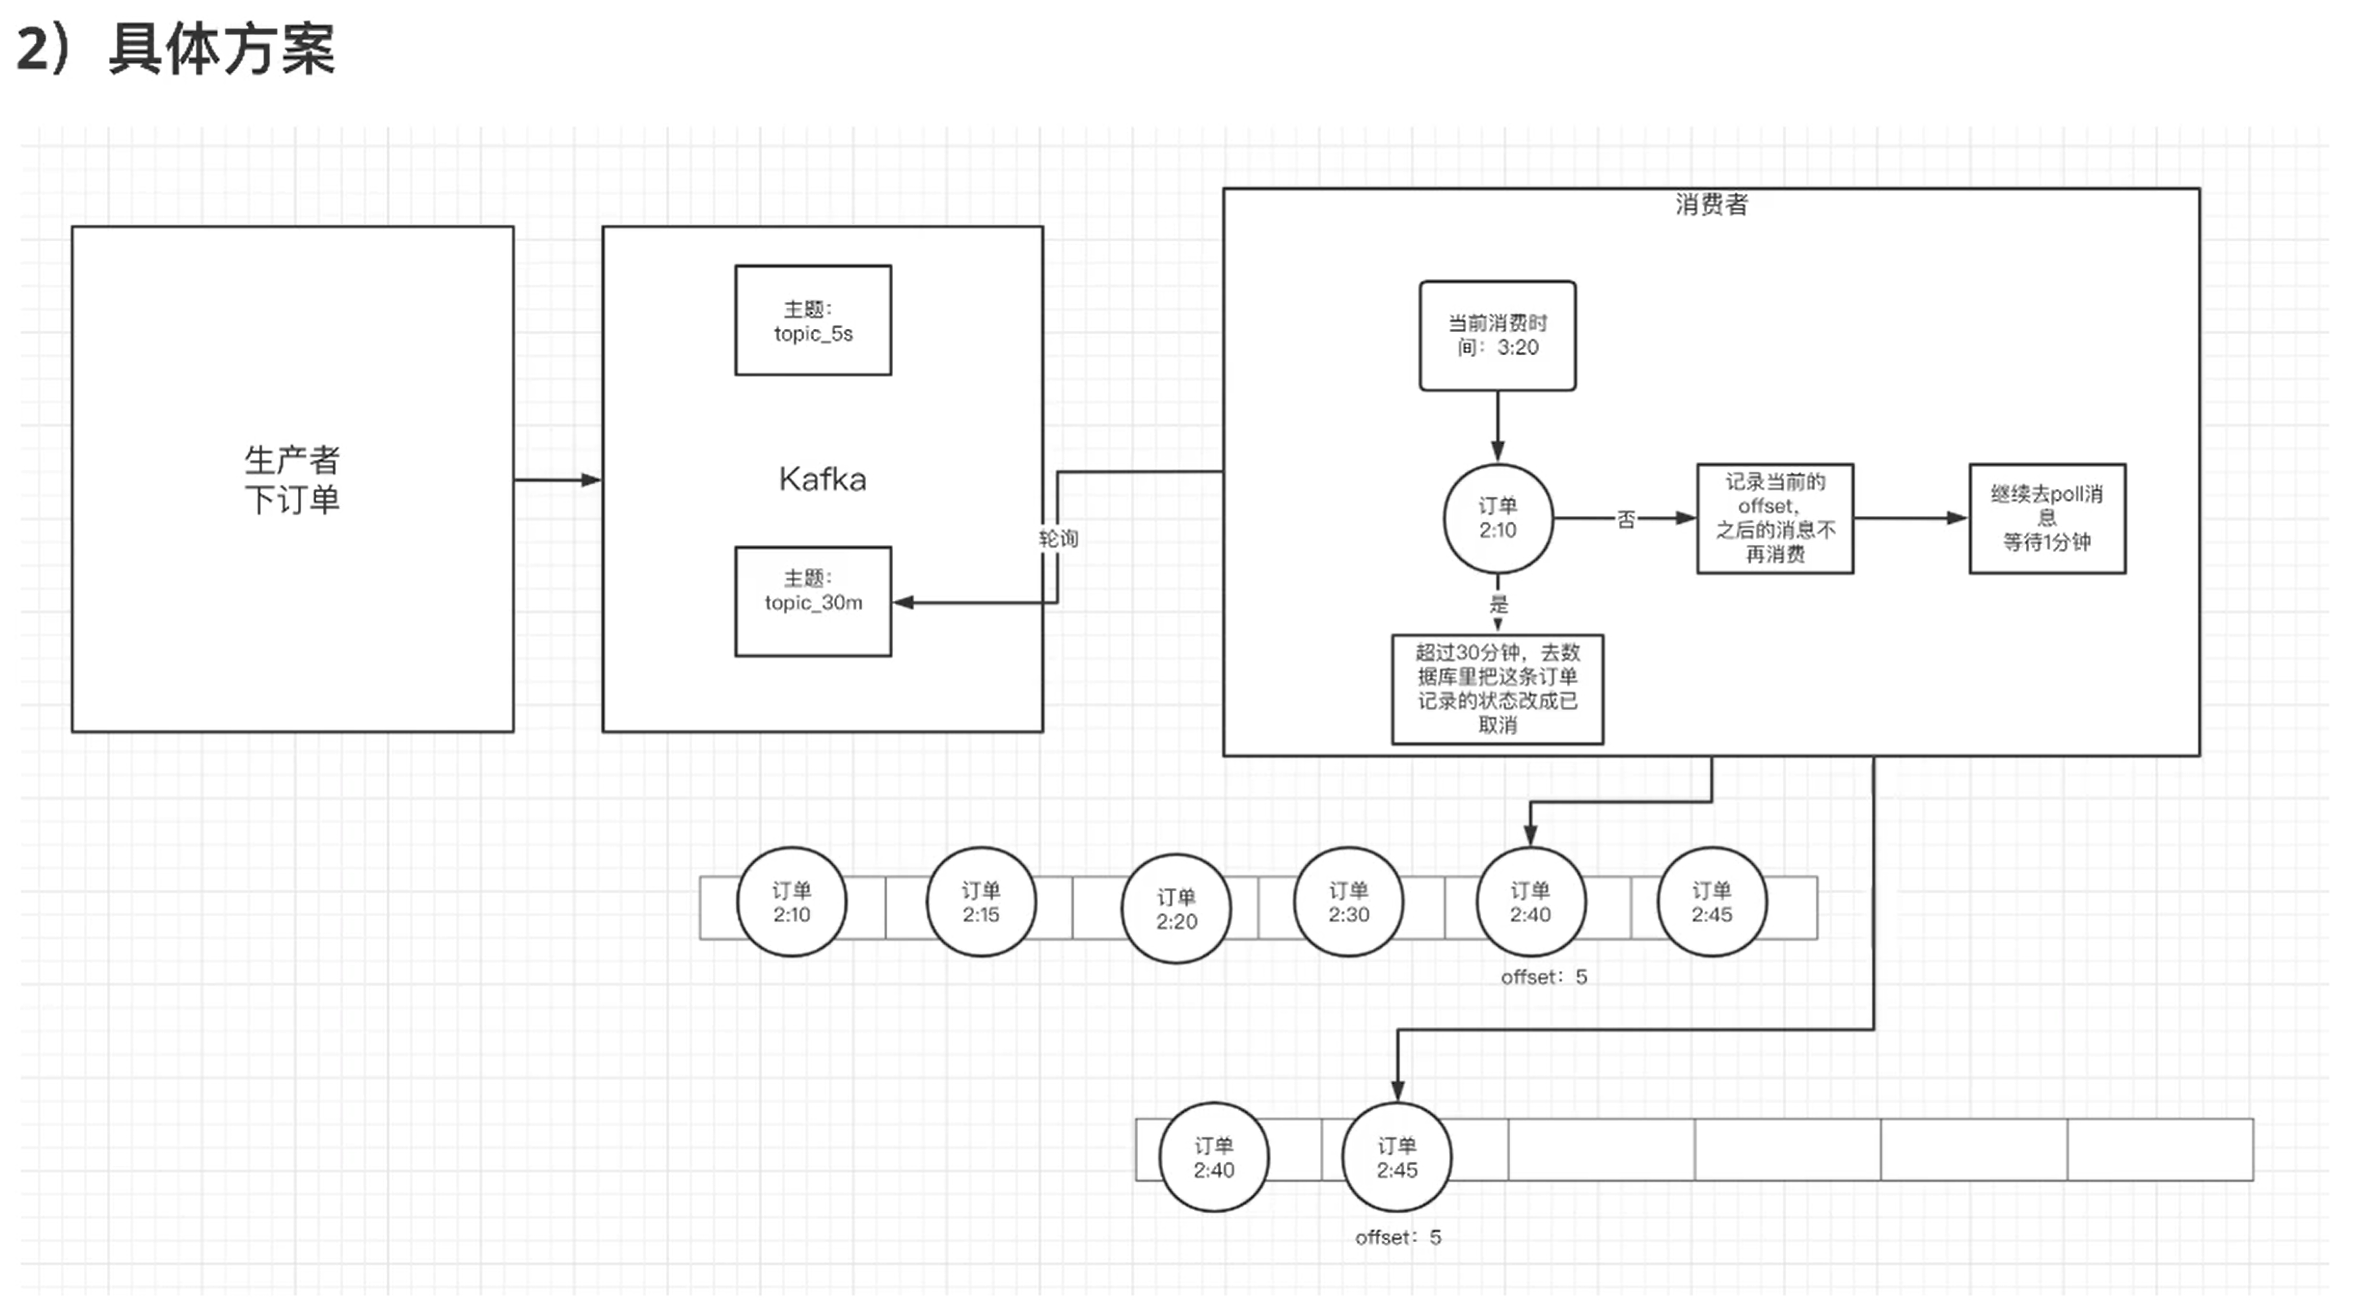 2）具体方案
生产者
下订单
主题：
topic_5s
Kafka
主题：
topic_30m
轮询
消费者
当前消费时
间：3:20
订单
2:10
否
记录当前的
offset，
之后的消息不
再消费
继续去poll消
息
等待1分钟
是
超过30分钟，去数
据库里把这条订单
记录的状态改成已
取消
订单
2:10
订单
2:15
订单
2:20
订单
2:30
订单
2:40
订单
2:45
offset：5
订单
2:40
订单
2:45
offset：5